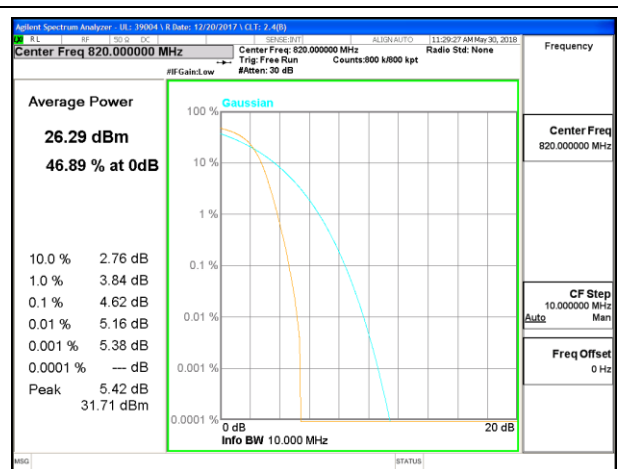 Agilent Spectrum Analyzer - UL: 39004 \ R Date: 12/20/2017 \ CLT: 2.4(B)
RL RF 50 Ω DC SENSE:INT ALIGN AUTO 11:29:27 AM May 30, 2018
Center Freq 820.000000 MHz
Center Freq: 820.000000 MHz Radio Std: None
Trig: Free Run Counts:800 k/800 kpt
#IFGain:Low #Atten: 30 dB
Frequency
Average Power
26.29 dBm
46.89 % at 0dB
10.0 % 2.76 dB
1.0 % 3.84 dB
0.1 % 4.62 dB
0.01 % 5.16 dB
0.001 % 5.38 dB
0.0001 % --- dB
Peak 5.42 dB
31.71 dBm
Gaussian
100 %
10 %
1 %
0.1 %
0.01 %
0.001 %
0.0001 %
0 dB 20 dB
Info BW 10.000 MHz
Center Freq
820.000000 MHz
CF Step
10.000000 MHz
Auto Man
Freq Offset
0 Hz
MSG STATUS